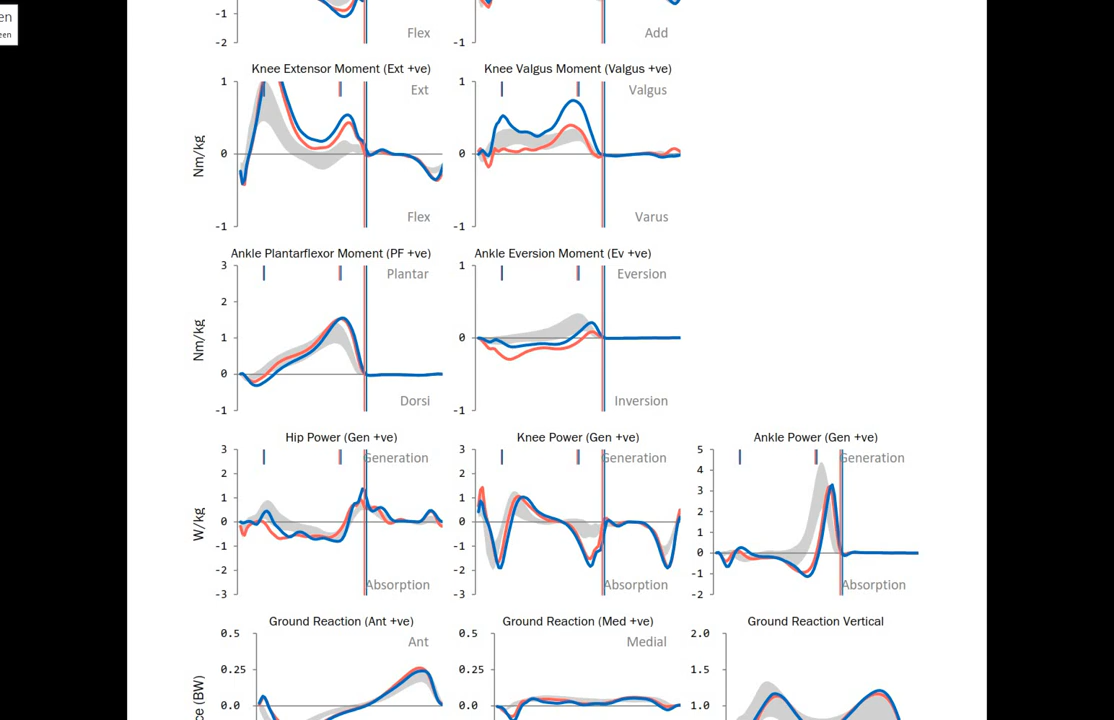 en
een
-1
-2
Flex
-1
Add
Knee Extensor Moment (Ext +ve)
Knee Valgus Moment (Valgus +ve)
1
Ext
1
Valgus
Nm/kg
0
0
Flex
Varus
-1
-1
Ankle Plantarflexor Moment (PF +ve)
Ankle Eversion Moment (Ev +ve)
3
Plantar
1
Eversion
2
Nm/kg
1
0
0
Dorsi
Inversion
-1
-1
Hip Power (Gen +ve)
Knee Power (Gen +ve)
Ankle Power (Gen +ve)
3
Generation
3
Generation
5
Generation
2
2
4
1
1
3
W/kg
0
0
2
-1
-1
1
-2
-2
0
-3
-3
-1
-2
Absorption
Absorption
Absorption
Ground Reaction (Ant +ve)
Ground Reaction (Med +ve)
Ground Reaction Vertical
0.5
Ant
0.5
Medial
2.0
0.25
0.25
1.5
ce (BW)
0.0
0.0
1.0